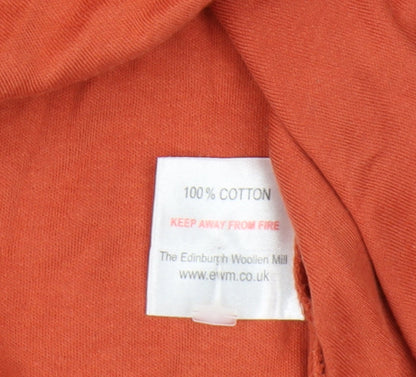 100% COTTON
KEEP AWAY FROM FIRE
The Edinburgh Woollen Mill
www.ewm.co.uk